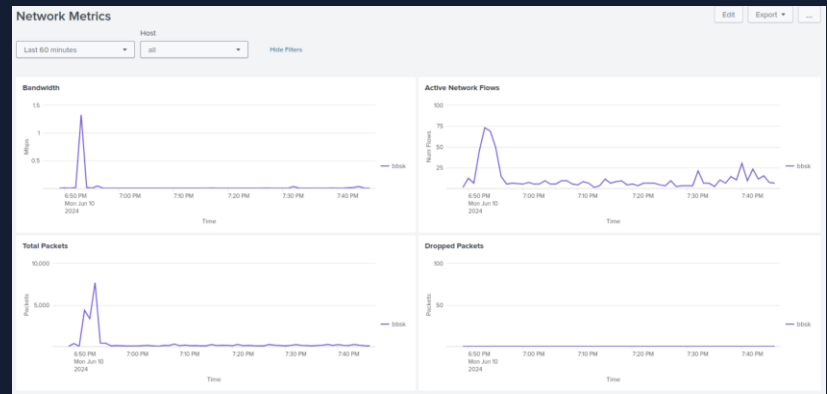 Network Metrics
Edit
Export
...
Host
Last 60 minutes
all
Hide Filters
Bandwidth
1.5
1
0.5
Mbps
6:50 PM
Mon Jun 10
2024
7:00 PM
7:10 PM
7:20 PM
7:30 PM
7:40 PM
Time
bbsk
Active Network Flows
100
75
50
25
Num Flows
6:50 PM
Mon Jun 10
2024
7:00 PM
7:10 PM
7:20 PM
7:30 PM
7:40 PM
Time
bbsk
Total Packets
10,000
5,000
Packets
6:50 PM
Mon Jun 10
2024
7:00 PM
7:10 PM
7:20 PM
7:30 PM
7:40 PM
Time
bbsk
Dropped Packets
100
50
Packets
6:50 PM
Mon Jun 10
2024
7:00 PM
7:10 PM
7:20 PM
7:30 PM
7:40 PM
Time
bbsk